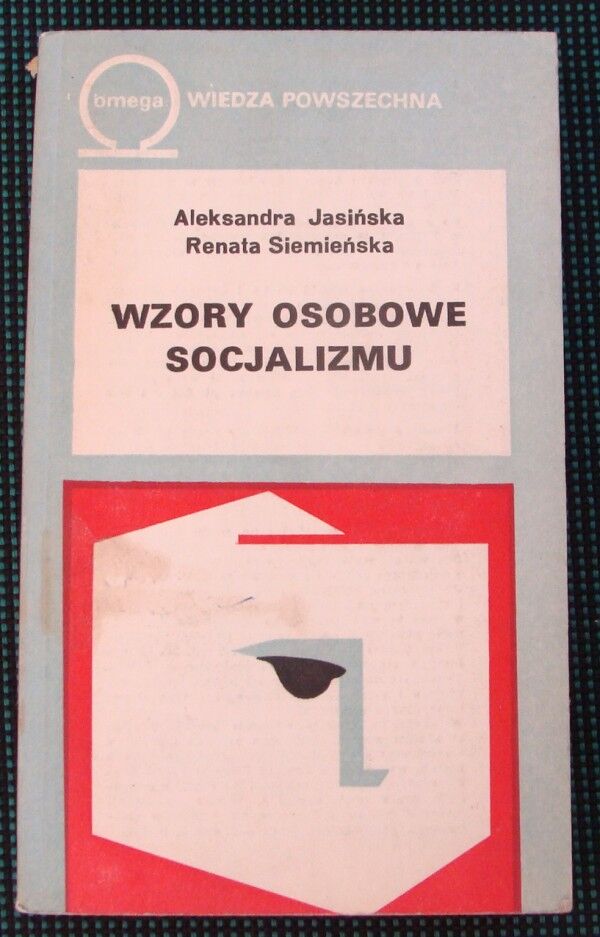 omega
WIEDZA POWSZECHNA
Aleksandra Jasińska
Renata Siemieńska
WZORY OSOBOWE
SOCJALIZMU